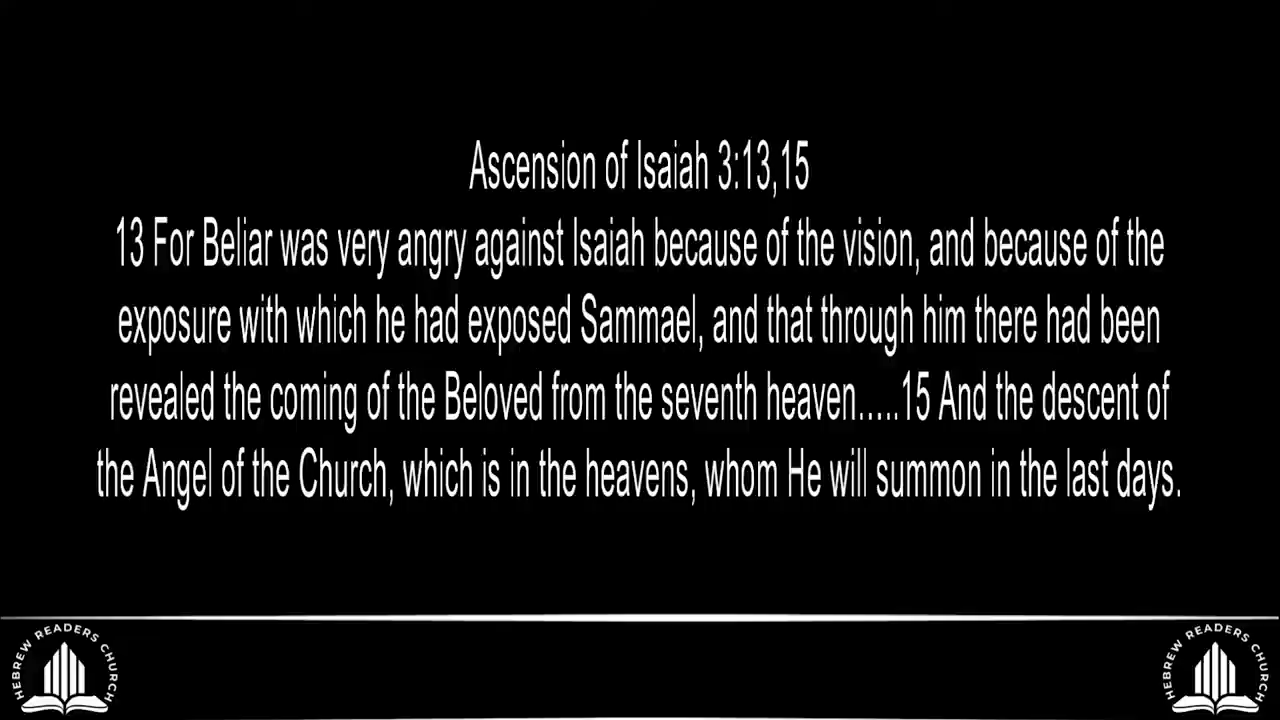 Ascension of Isaiah 3:13,15
13 For Beliar was very angry against Isaiah because of the vision, and because of the
exposure with which he had exposed Sammael, and that through him there had been
revealed the coming of the Beloved from the seventh heaven…..15 And the descent of
the Angel of the Church, which is in the heavens, whom He will summon in the last days.
HEBREW READERS CHURCH
HEBREW READERS CHURCH